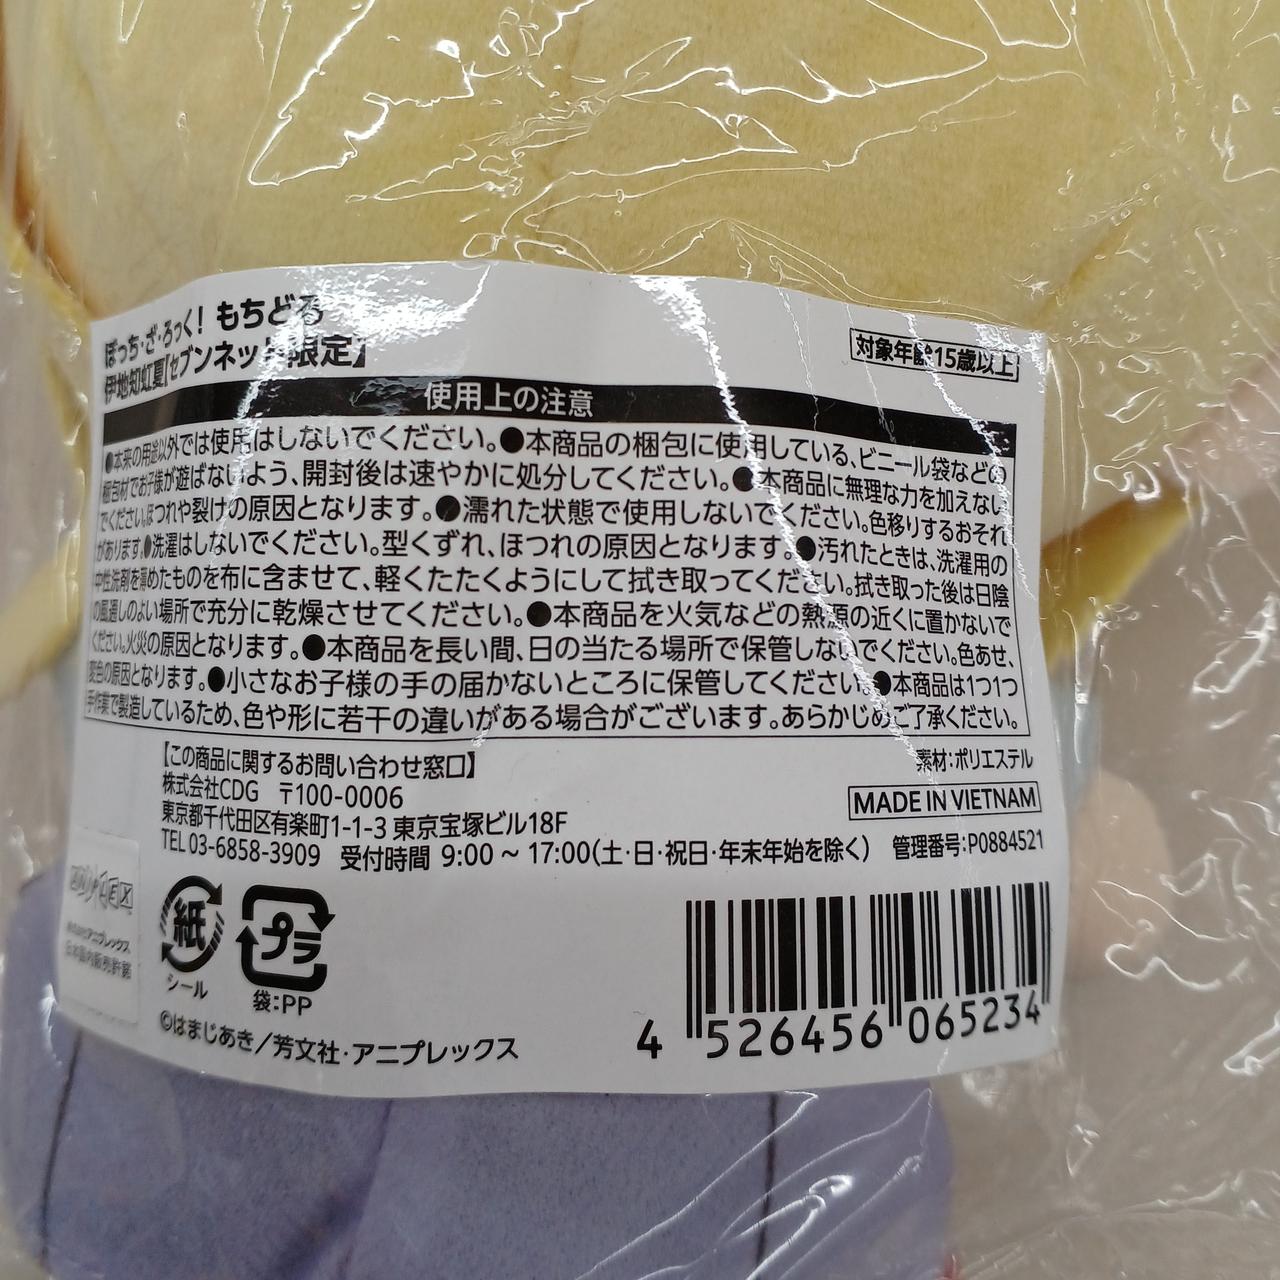 ぼっち・ざ・ろっく！ もちどる
伊地知虹夏【セブンネット限定】
対象年齢15歳以上
使用上の注意
●本来の用途以外では使用はしないでください。●本商品の梱包に使用している、ビニール袋などの
梱包材でお子様が遊ばないよう、開封後は速やかに処分してください。●本商品に無理な力を加えない
でください。ほつれや裂けの原因となります。●濡れた状態で使用しないでください。色移りするおそれ
があります。●洗濯はしないでください。型くずれ、ほつれの原因となります。●汚れたときは、洗濯用の
中性洗剤を薄めたものを布に含ませて、軽くたたくようにして拭き取ってください。拭き取った後は日陰
の風通しのよい場所で充分に乾燥させてください。●本商品を火気などの熱源の近くに置かないで
ください。火災の原因となります。●本商品を長い間、日の当たる場所で保管しないでください。色あせ、
変色の原因となります。●小さなお子様の手の届かないところに保管してください。●本商品は1つ1つ
手作業で製造しているため、色や形に若干の違いがある場合がございます。あらかじめご了承ください。
【この商品に関するお問い合わせ窓口】
素材：ポリエステル
株式会社CDG 〒100-0006
MADE IN VIETNAM
東京都千代田区有楽町1-1-3 東京宝塚ビル18F
TEL 03-6858-3909 受付時間 9:00 ~ 17:00(土・日・祝日・年末年始を除く)
管理番号：P0884521
紙
シール
プラ
袋：PP
株式会社アニプレックス
日本国内販売許諾
©はまじあき／芳文社・アニプレックス
4 526456 065234